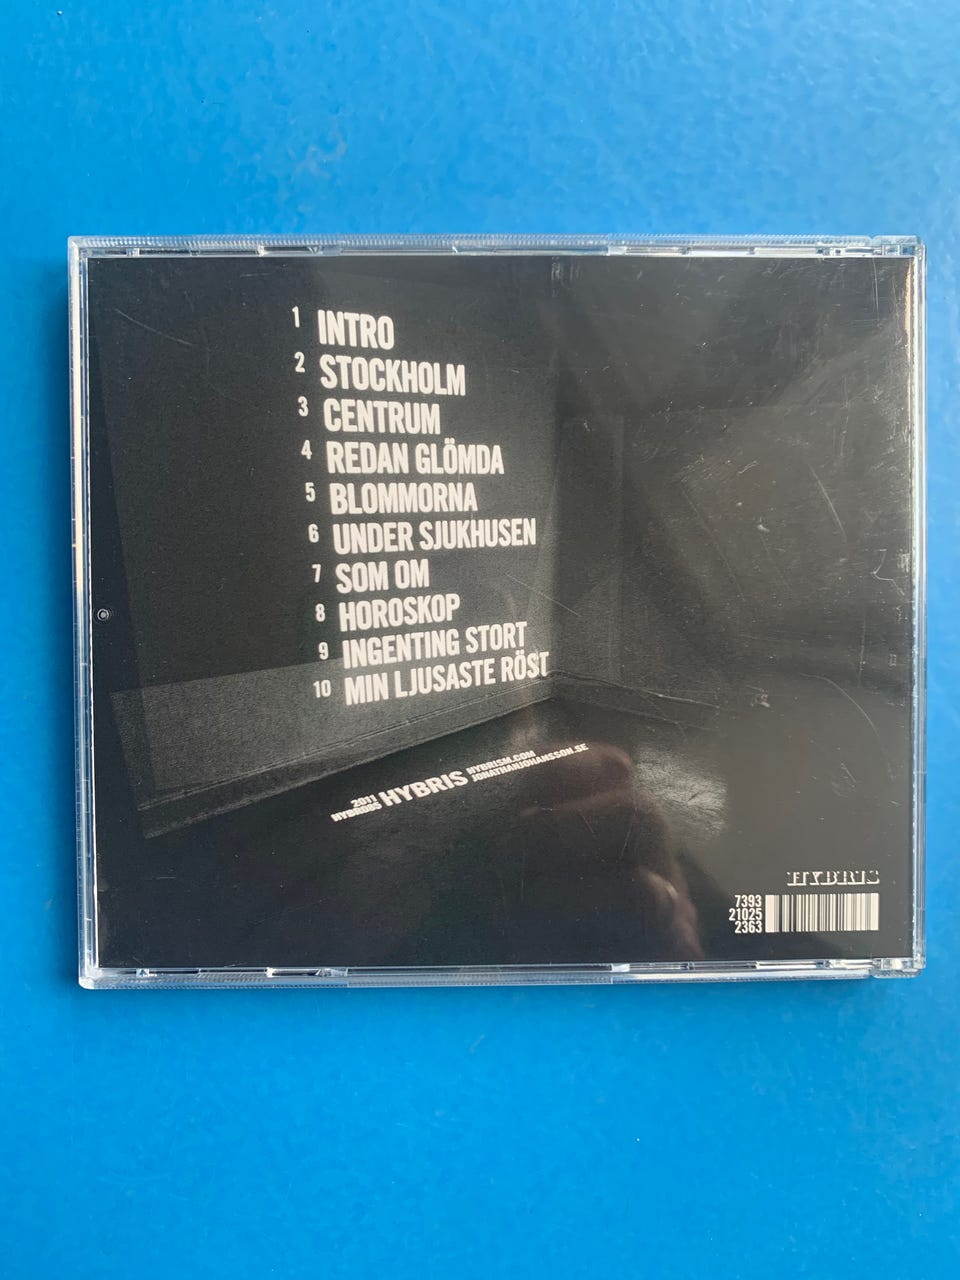 1 INTRO
2 STOCKHOLM
3 CENTRUM
4 REDAN GLÖMDA
5 BLOMMORNA
6 UNDER SJUKHUSEN
7 SOM OM
8 HOROSKOP
9 INGENTING STORT
10 MIN LJUSASTE RÖST
2011
HYBR085
HYBRIS
HYBRISM.COM
JONATHANJOHANSSON.SE
HYBRIS
7393
21025
2363